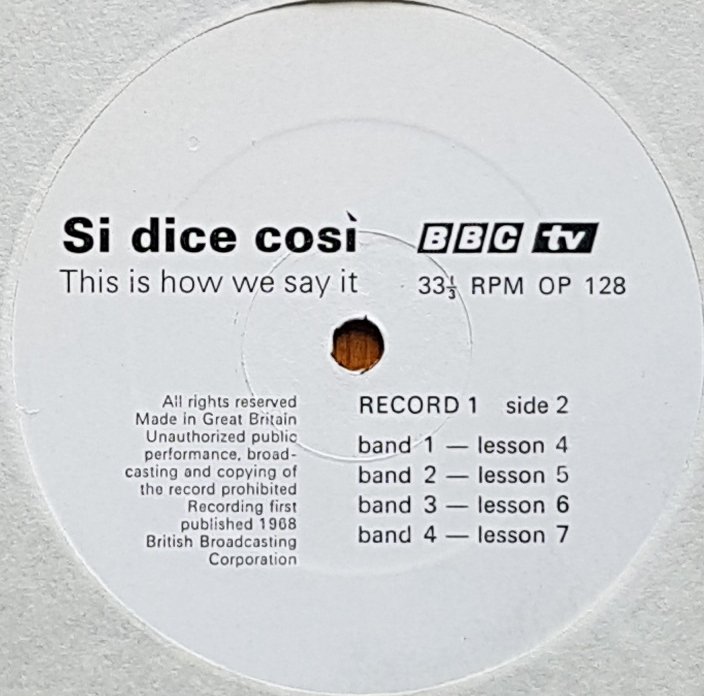 Si dice così
This is how we say it
BBC tv
33⅓ RPM OP 128
All rights reserved
Made in Great Britain
Unauthorized public
performance, broad-
casting and copying of
the record prohibited
Recording first
published 1968
British Broadcasting
Corporation
RECORD 1 side 2
band 1 — lesson 4
band 2 — lesson 5
band 3 — lesson 6
band 4 — lesson 7